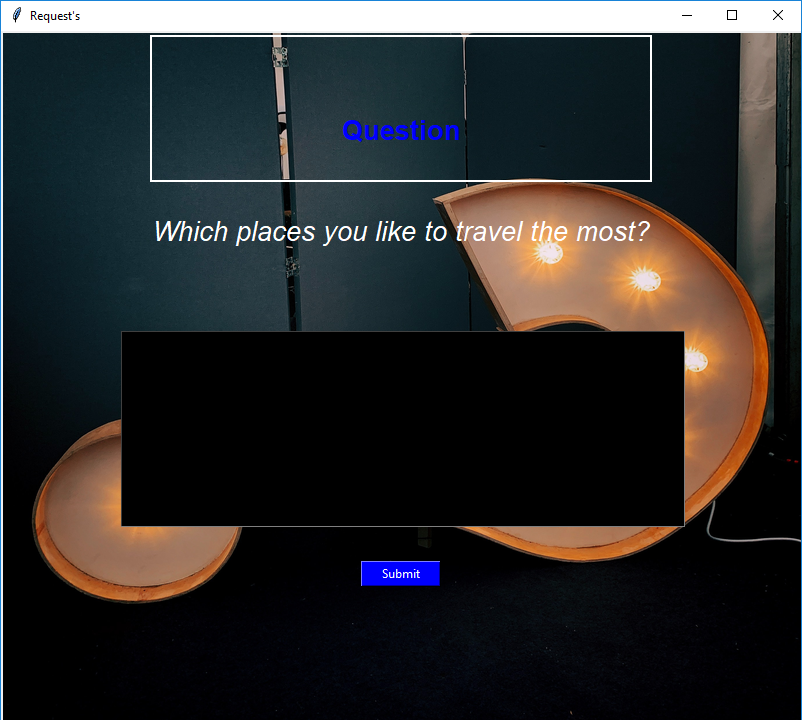 Request's
Question
Which places you like to travel the most?
Submit